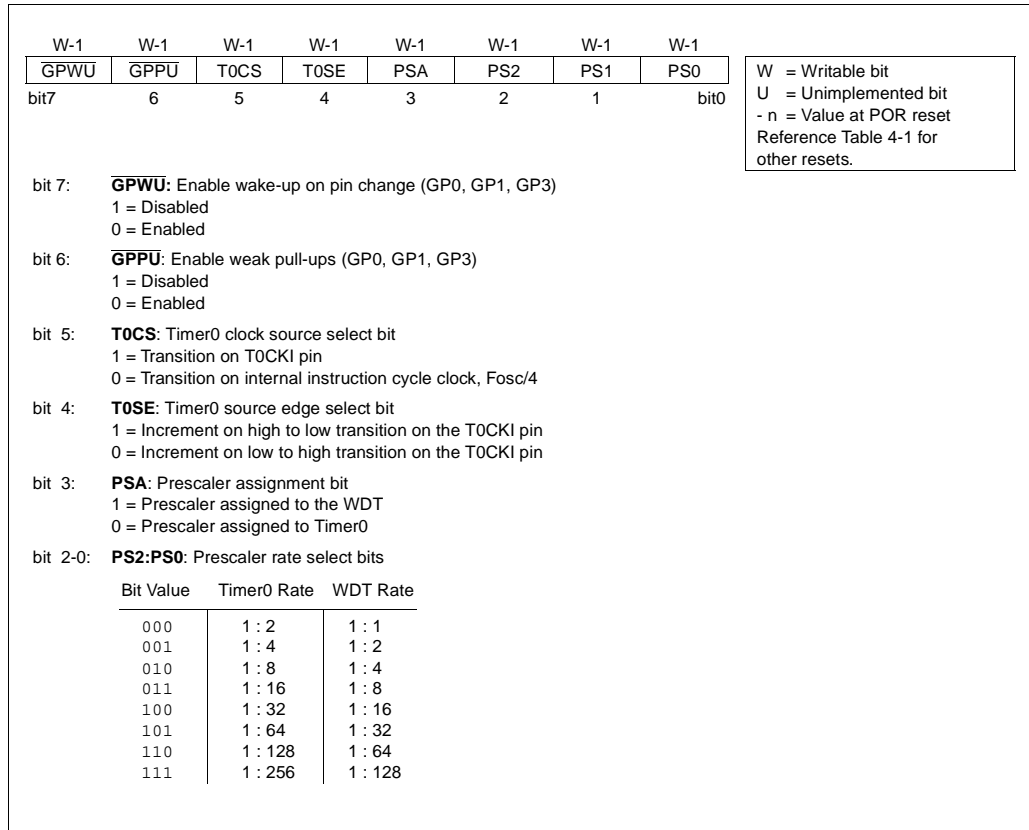 W-1 W-1 W-1 W-1 W-1 W-1 W-1 W-1
GPWU GPPU T0CS T0SE PSA PS2 PS1 PS0
bit7 6 5 4 3 2 1 bit0
W = Writable bit
U = Unimplemented bit
- n = Value at POR reset
Reference Table 4-1 for
other resets.
bit 7: GPWU: Enable wake-up on pin change (GP0, GP1, GP3)
1 = Disabled
0 = Enabled
bit 6: GPPU: Enable weak pull-ups (GP0, GP1, GP3)
1 = Disabled
0 = Enabled
bit 5: T0CS: Timer0 clock source select bit
1 = Transition on T0CKI pin
0 = Transition on internal instruction cycle clock, Fosc/4
bit 4: T0SE: Timer0 source edge select bit
1 = Increment on high to low transition on the T0CKI pin
0 = Increment on low to high transition on the T0CKI pin
bit 3: PSA: Prescaler assignment bit
1 = Prescaler assigned to the WDT
0 = Prescaler assigned to Timer0
bit 2-0: PS2:PS0: Prescaler rate select bits
Bit Value Timer0 Rate WDT Rate
000 1 : 2 1 : 1
001 1 : 4 1 : 2
010 1 : 8 1 : 4
011 1 : 16 1 : 8
100 1 : 32 1 : 16
101 1 : 64 1 : 32
110 1 : 128 1 : 64
111 1 : 256 1 : 128